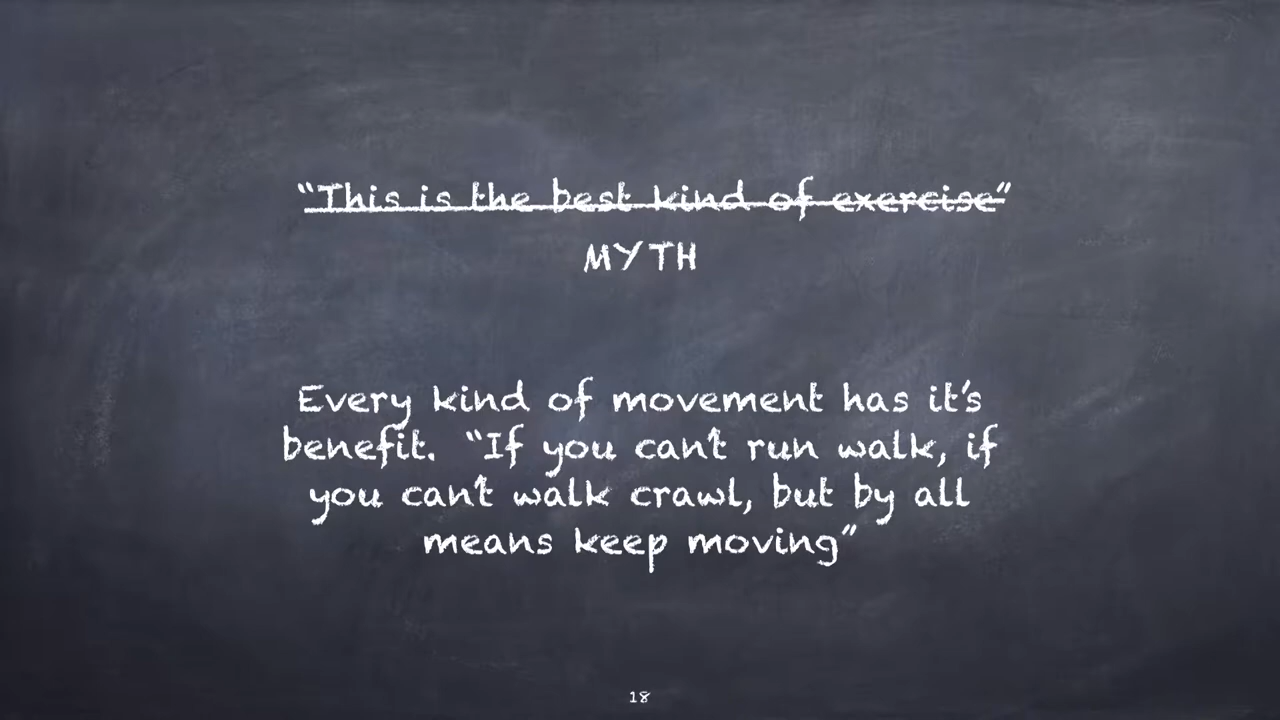 “This is the best kind of exercise”
MYTH
Every kind of movement has it’s
benefit. “If you can’t run walk, if
you can’t walk crawl, but by all
means keep moving”
18